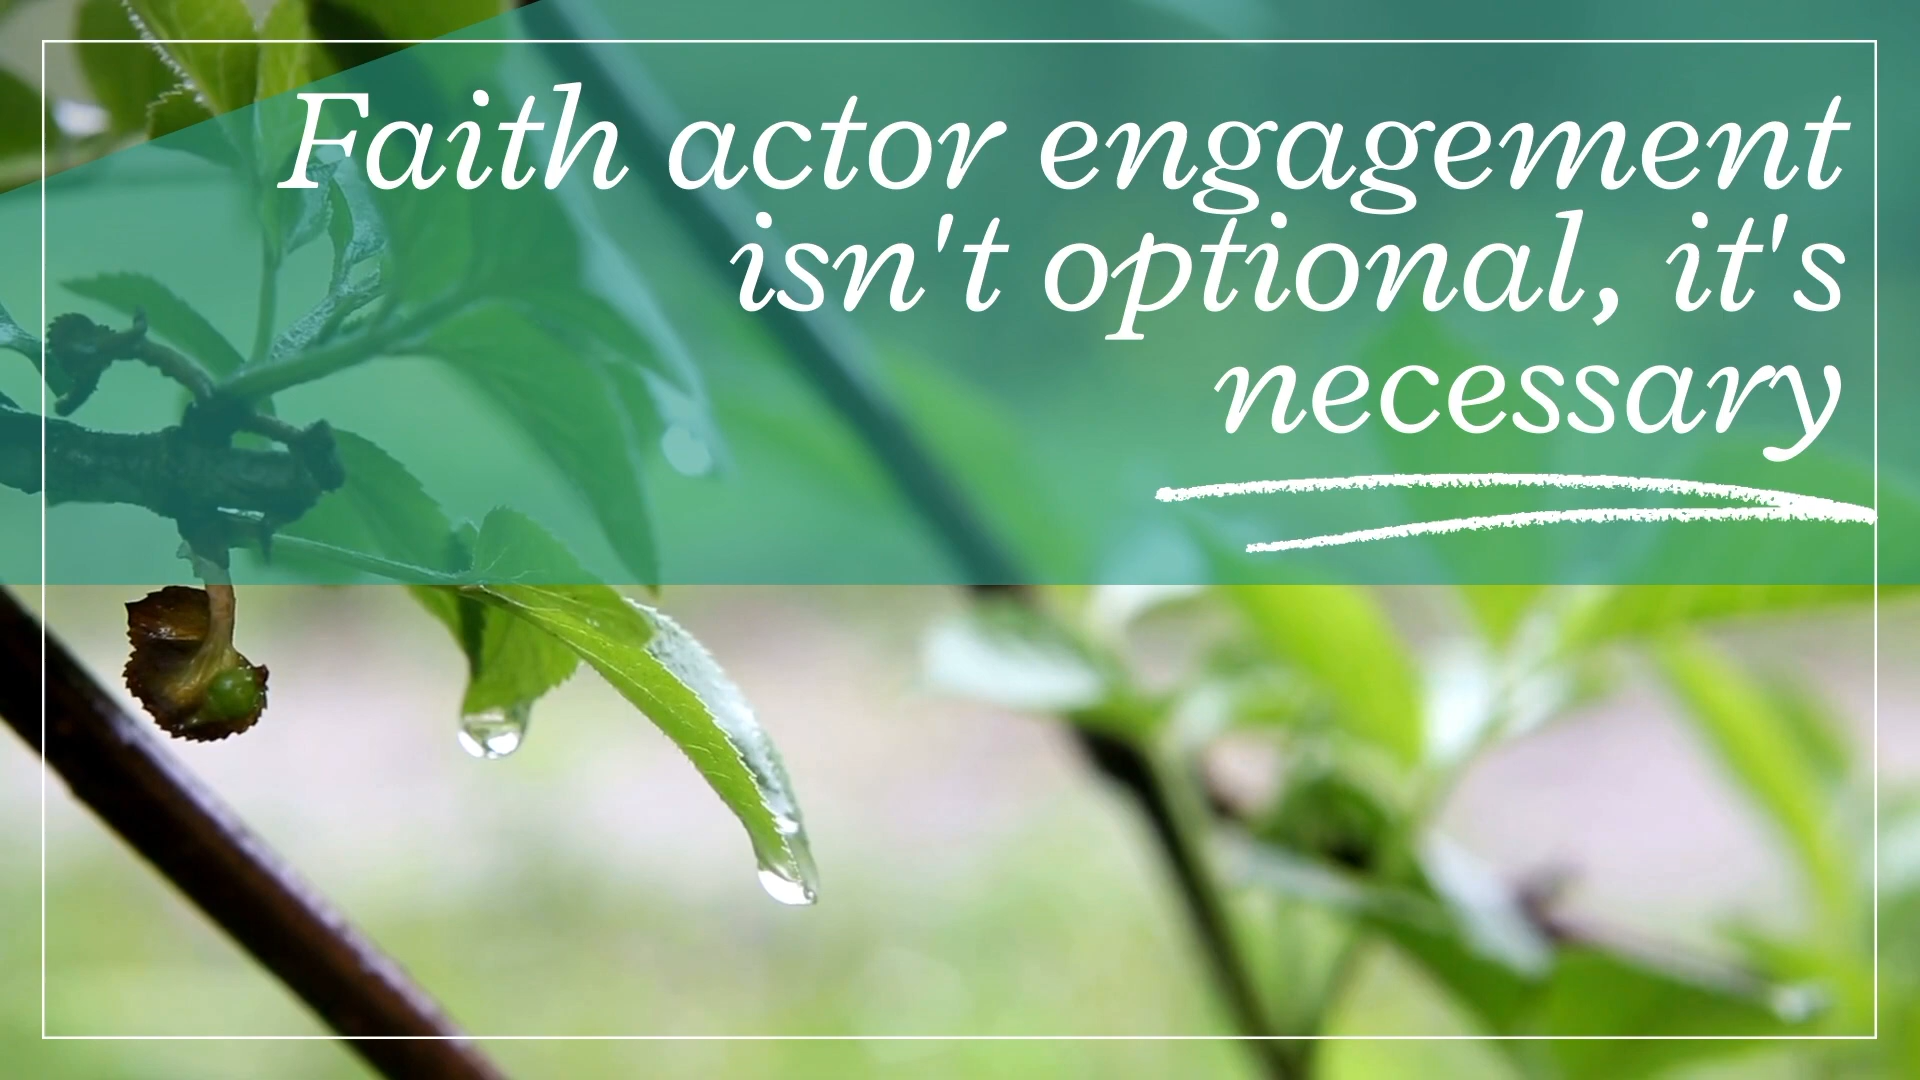 Faith actor engagement
isn't optional, it's
necessary